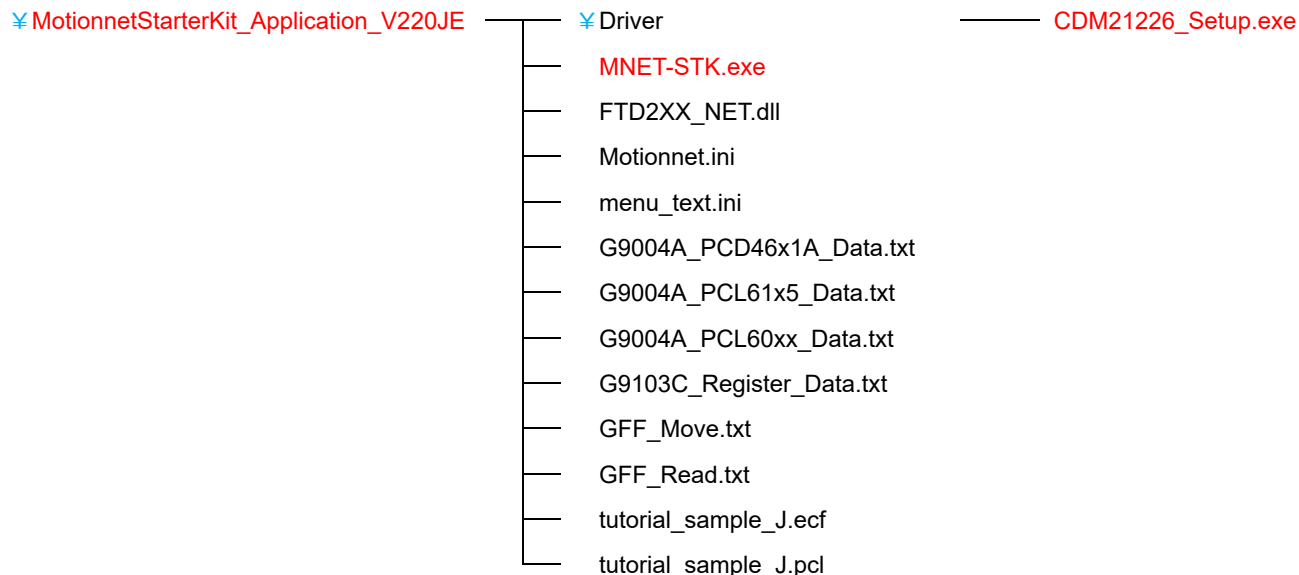 ¥ MotionnetStarterKit_Application_V220JE ¥ Driver CDM21226_Setup.exe
MNET-STK.exe
FTD2XX_NET.dll
Motionnet.ini
menu_text.ini
G9004A_PCD46x1A_Data.txt
G9004A_PCL61x5_Data.txt
G9004A_PCL60xx_Data.txt
G9103C_Register_Data.txt
GFF_Move.txt
GFF_Read.txt
tutorial_sample_J.ecf
tutorial_sample_J.pcl